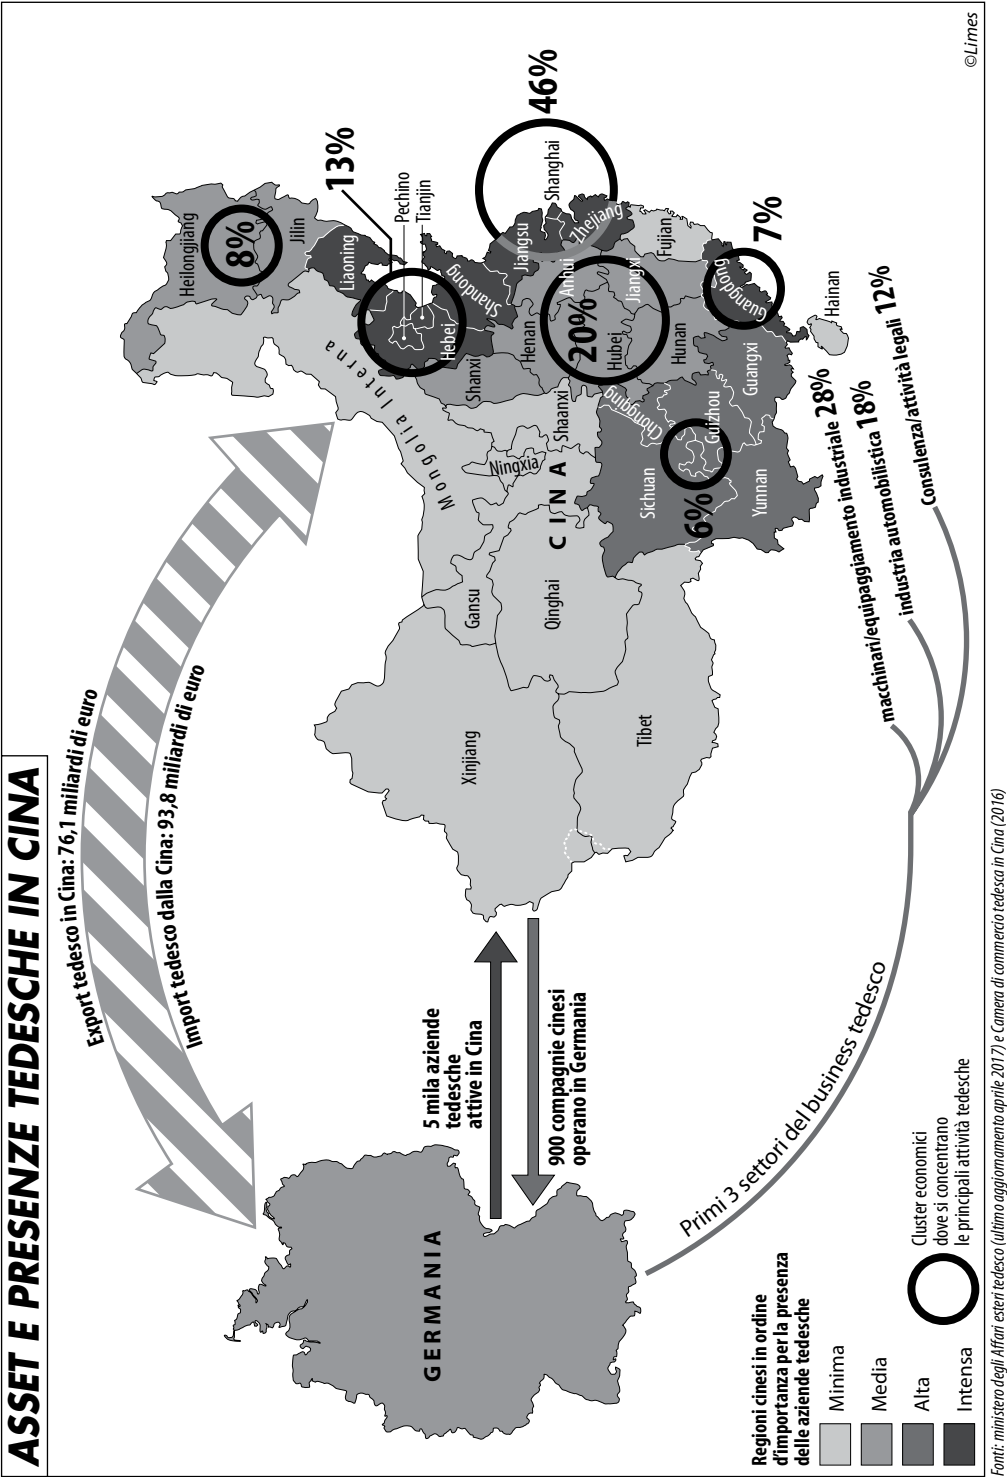 ASSET E PRESENZE TEDESCHE IN CINA
Export tedesco in Cina: 76,1 miliardi di euro
Import tedesco dalla Cina: 93,8 miliardi di euro
GERMANIA
5 mila aziende
tedesche
attive in Cina
900 compagnie cinesi
operano in Germania
CINA
Xinjiang
Tibet
Qinghai
Gansu
Mongolia Interna
Ningxia
Shaanxi
Shanxi
Heilongjiang
8%
Jilin
Liaoning
13%
Pechino
Tianjin
Hebei
Shandong
Henan
Jiangsu
Shanghai
46%
Zhejiang
Anhui
20%
Hubei
Jiangxi
Hunan
Fujian
Guangdong
7%
Hainan
Guangxi
Guizhou
Chongqing
Sichuan
6%
Yunnan
Primi 3 settori del business tedesco
macchinari/equipaggiamento industriale 28%
industria automobilistica 18%
Consulenza/attività legali 12%
Regioni cinesi in ordine
d'importanza per la presenza
delle aziende tedesche
Minima
Media
Alta
Intensa
Cluster economici
dove si concentrano
le principali attività tedesche
©Limes
Fonti: ministero degli Affari esteri tedesco (ultimo aggiornamento aprile 2017) e Camera di commercio tedesca in Cina (2016)